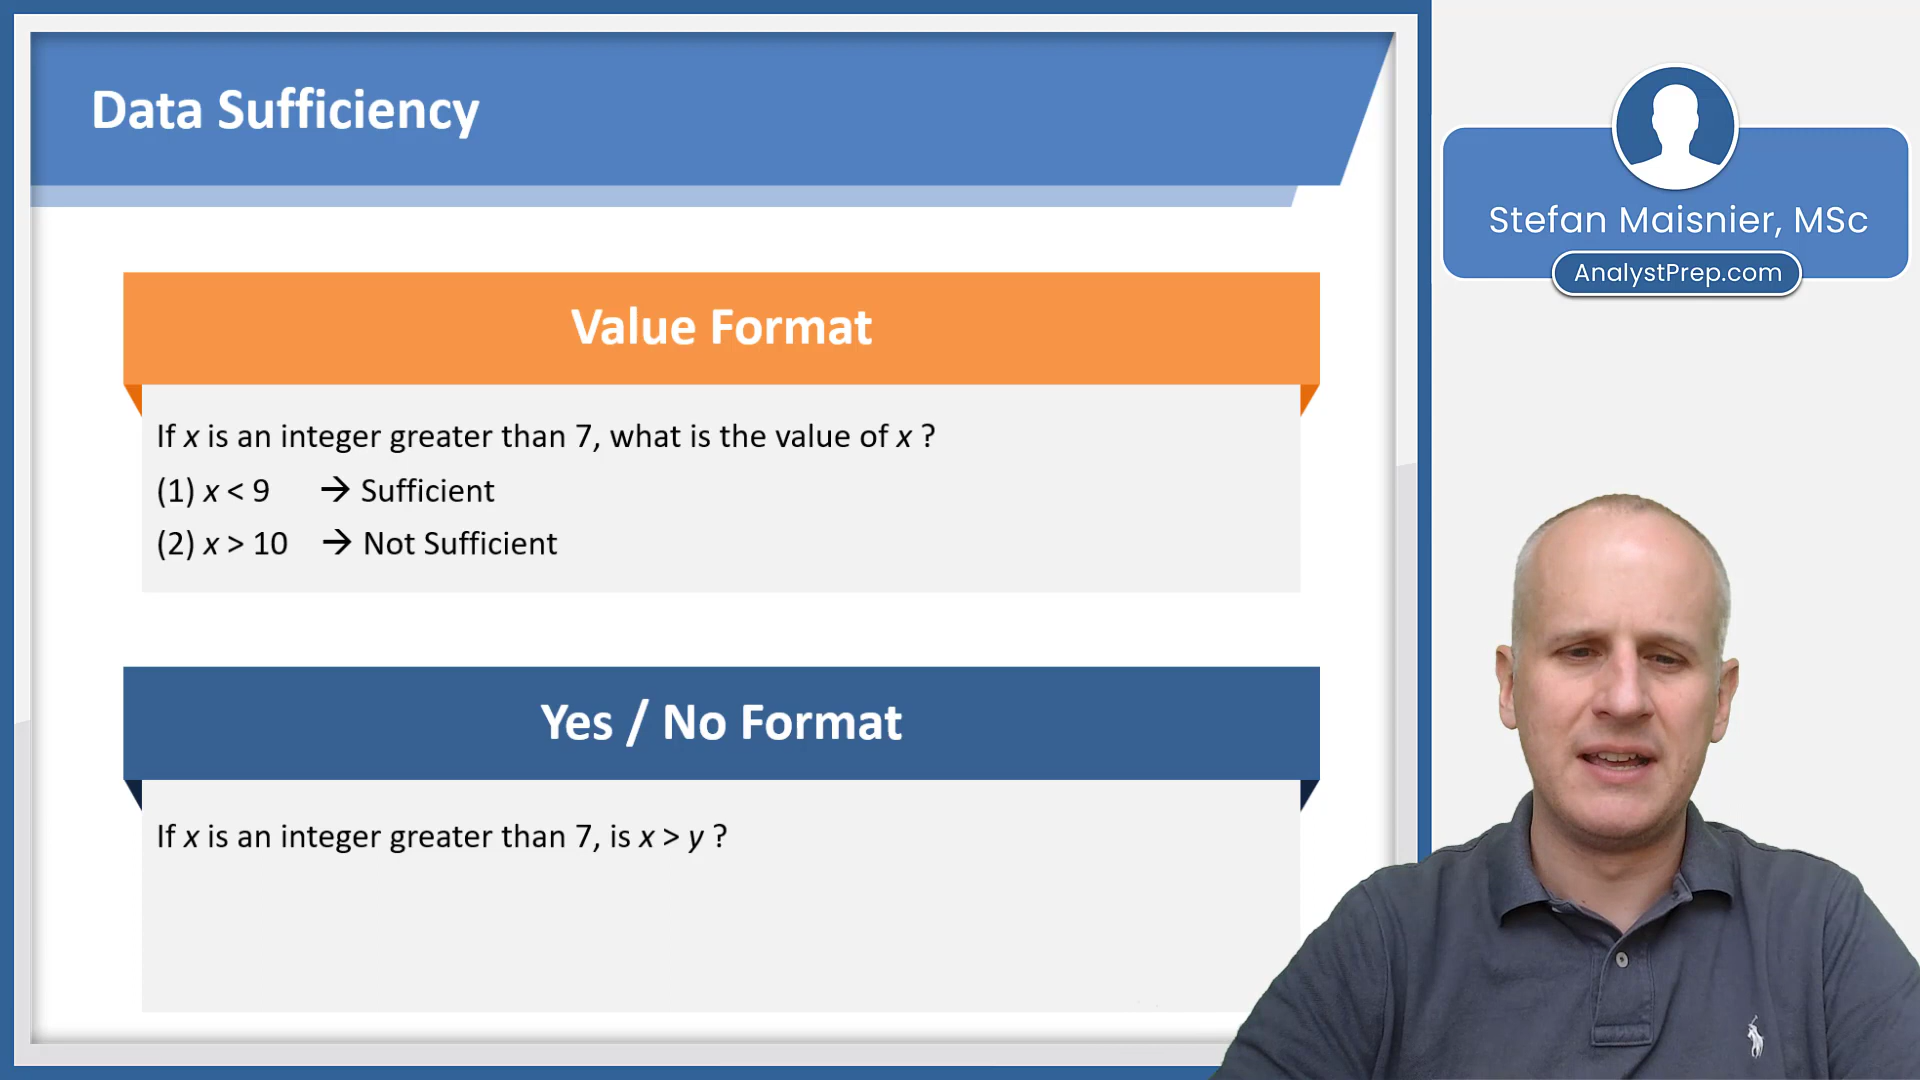 Data Sufficiency
Value Format
If x is an integer greater than 7, what is the value of x ?
(1) x < 9 → Sufficient
(2) x > 10 → Not Sufficient
Yes / No Format
If x is an integer greater than 7, is x > y ?
Stefan Maisnier, MSc
AnalystPrep.com